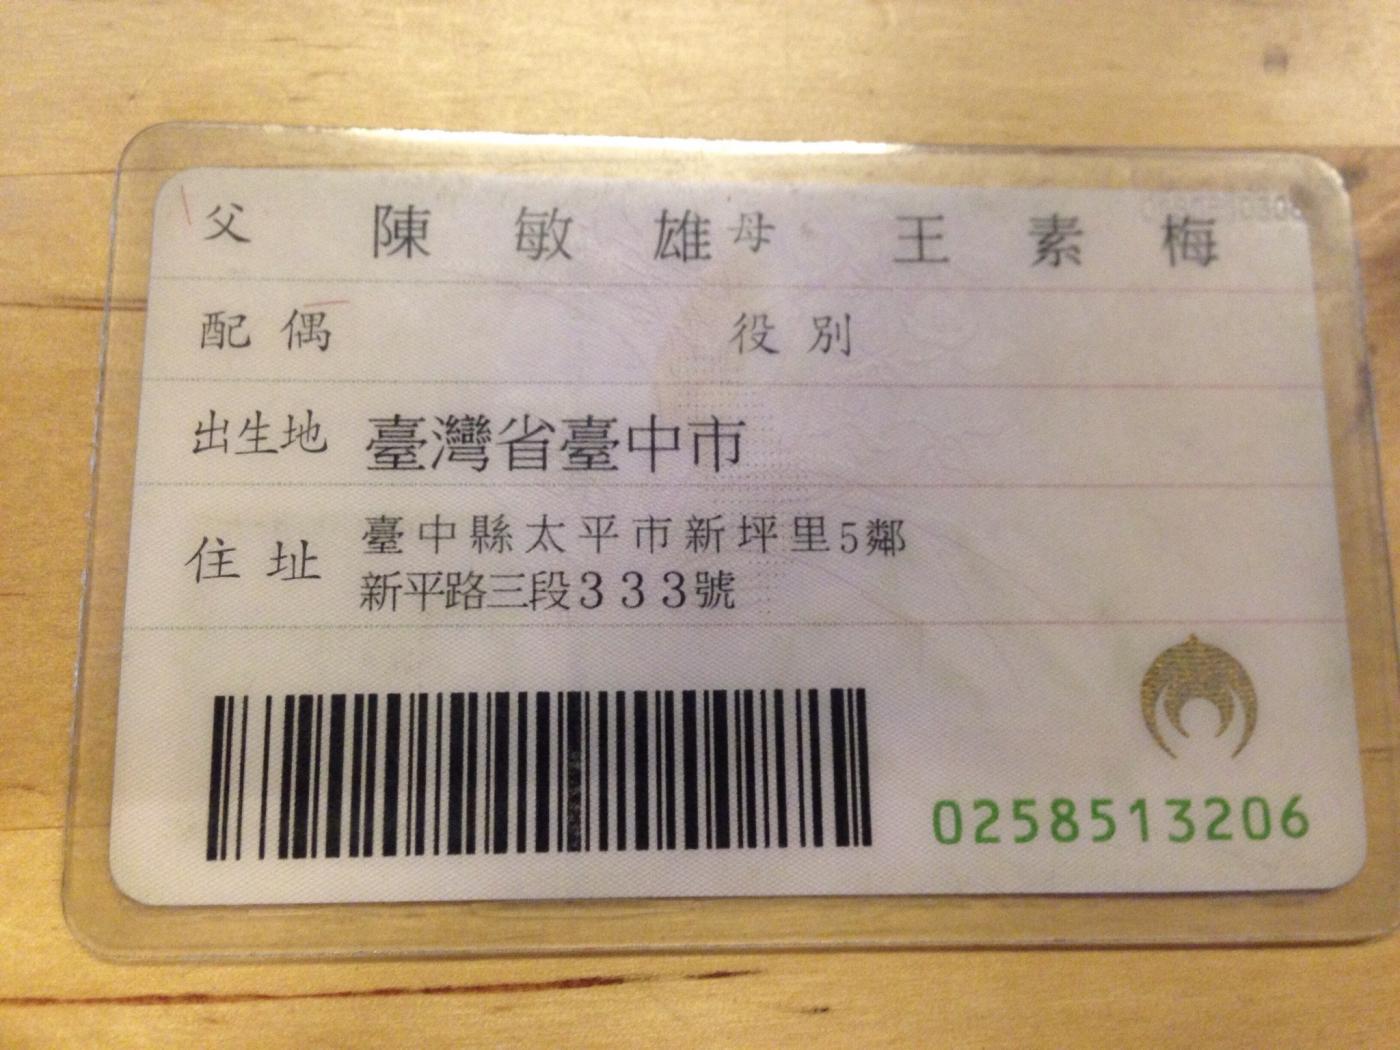 父 陳敏雄 母 王素梅
配偶 役別
出生地 臺灣省臺中市
住址 臺中縣太平市新坪里5鄰
新平路三段333號
0258513206